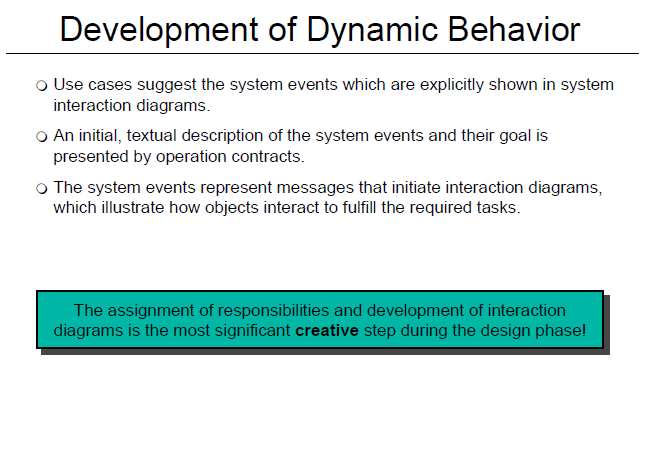 Development of Dynamic Behavior
Use cases suggest the system events which are explicitly shown in system
interaction diagrams.
An initial, textual description of the system events and their goal is
presented by operation contracts.
The system events represent messages that initiate interaction diagrams,
which illustrate how objects interact to fulfill the required tasks.
The assignment of responsibilities and development of interaction
diagrams is the most significant creative step during the design phase!